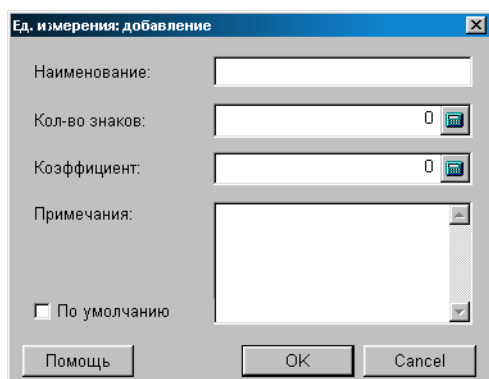 Ед. измерения: добавление
Наименование:
Кол-во знаков: 0
Коэффициент: 0
Примечания:
По умолчанию
Помощь OK Cancel